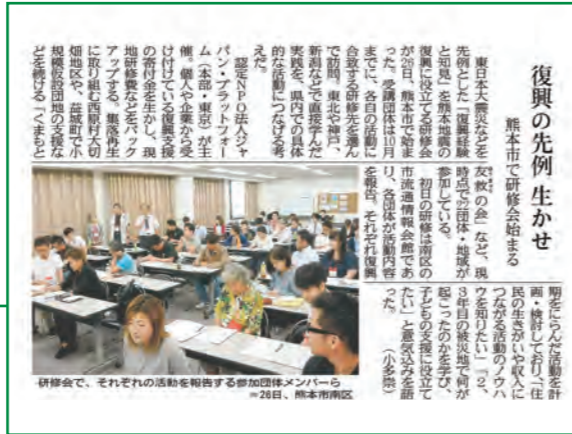 復興の先例 生かせ
熊本市で研修会始まる
東日本大震災などを
先例とした「復興経験
と知見」を熊本地震の
復興に役立てる研修会
が26日、熊本市で始ま
った。受講団体は10月
までに、各自の活動に
合致する研修先を選ん
で訪問。東北や神戸、
新潟などで直接学んだ
実践を、県内での具体
的な活動につなげる考
えだ。
認定NPO法人ジャ
パン・プラットフォー
ム（本部・東京）が主
催。個人や企業から受
け付けている復興支援
の寄付金を生かし、現
地研修費などをバック
アップする。集落再生
に取り組む西原村大切
畑地区や、益城町で小
規模仮設団地の支援な
どを続ける「くまもと
友救の会」など、現
時点で22団体・地域が
参加している。
初日の研修は南区の
市流通情報会館であ
り、各団体が活動内容
を報告。それぞれ復興
期をにらんだ活動を計
画・検討しており、「住
民の生きがいや収入に
つながる活動のノウハ
ウを知りたい」「2、
3年目の被災地で何が
起こったのかを学び、
子どもの支援に役立て
たい」と意気込みを語
った。（小多崇）
研修会で、それぞれの活動を報告する参加団体メンバーら
＝26日、熊本市南区